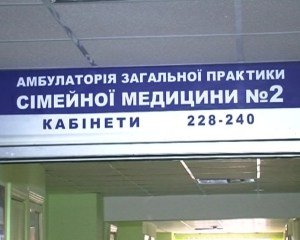 АМБУЛАТОРІЯ ЗАГАЛЬНОЇ ПРАКТИКИ
СІМЕЙНОЇ МЕДИЦИНИ №2
КАБІНЕТИ 228-240